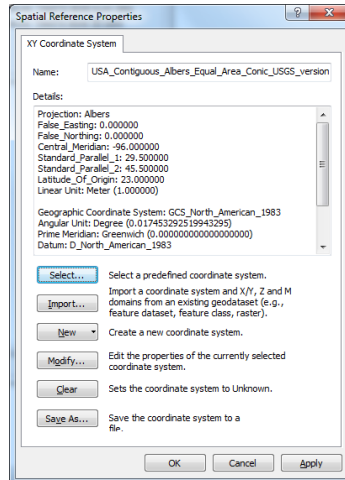 Spatial Reference Properties
XY Coordinate System
Name: USA_Contiguous_Albers_Equal_Area_Conic_USGS_version
Details:
Projection: Albers
False_Easting: 0.000000
False_Northing: 0.000000
Central_Meridian: -96.000000
Standard_Parallel_1: 29.500000
Standard_Parallel_2: 45.500000
Latitude_Of_Origin: 23.000000
Linear Unit: Meter (1.000000)
Geographic Coordinate System: GCS_North_American_1983
Angular Unit: Degree (0.017453292519943295)
Prime Meridian: Greenwich (0.000000000000000000)
Datum: D_North_American_1983
Select... Select a predefined coordinate system.
Import a coordinate system and X/Y, Z and M
Import... domains from an existing geodataset (e.g.,
feature dataset, feature class, raster).
New Create a new coordinate system.
Modify... Edit the properties of the currently selected
coordinate system.
Clear Sets the coordinate system to Unknown.
Save As... Save the coordinate system to a
file.
OK Cancel Apply